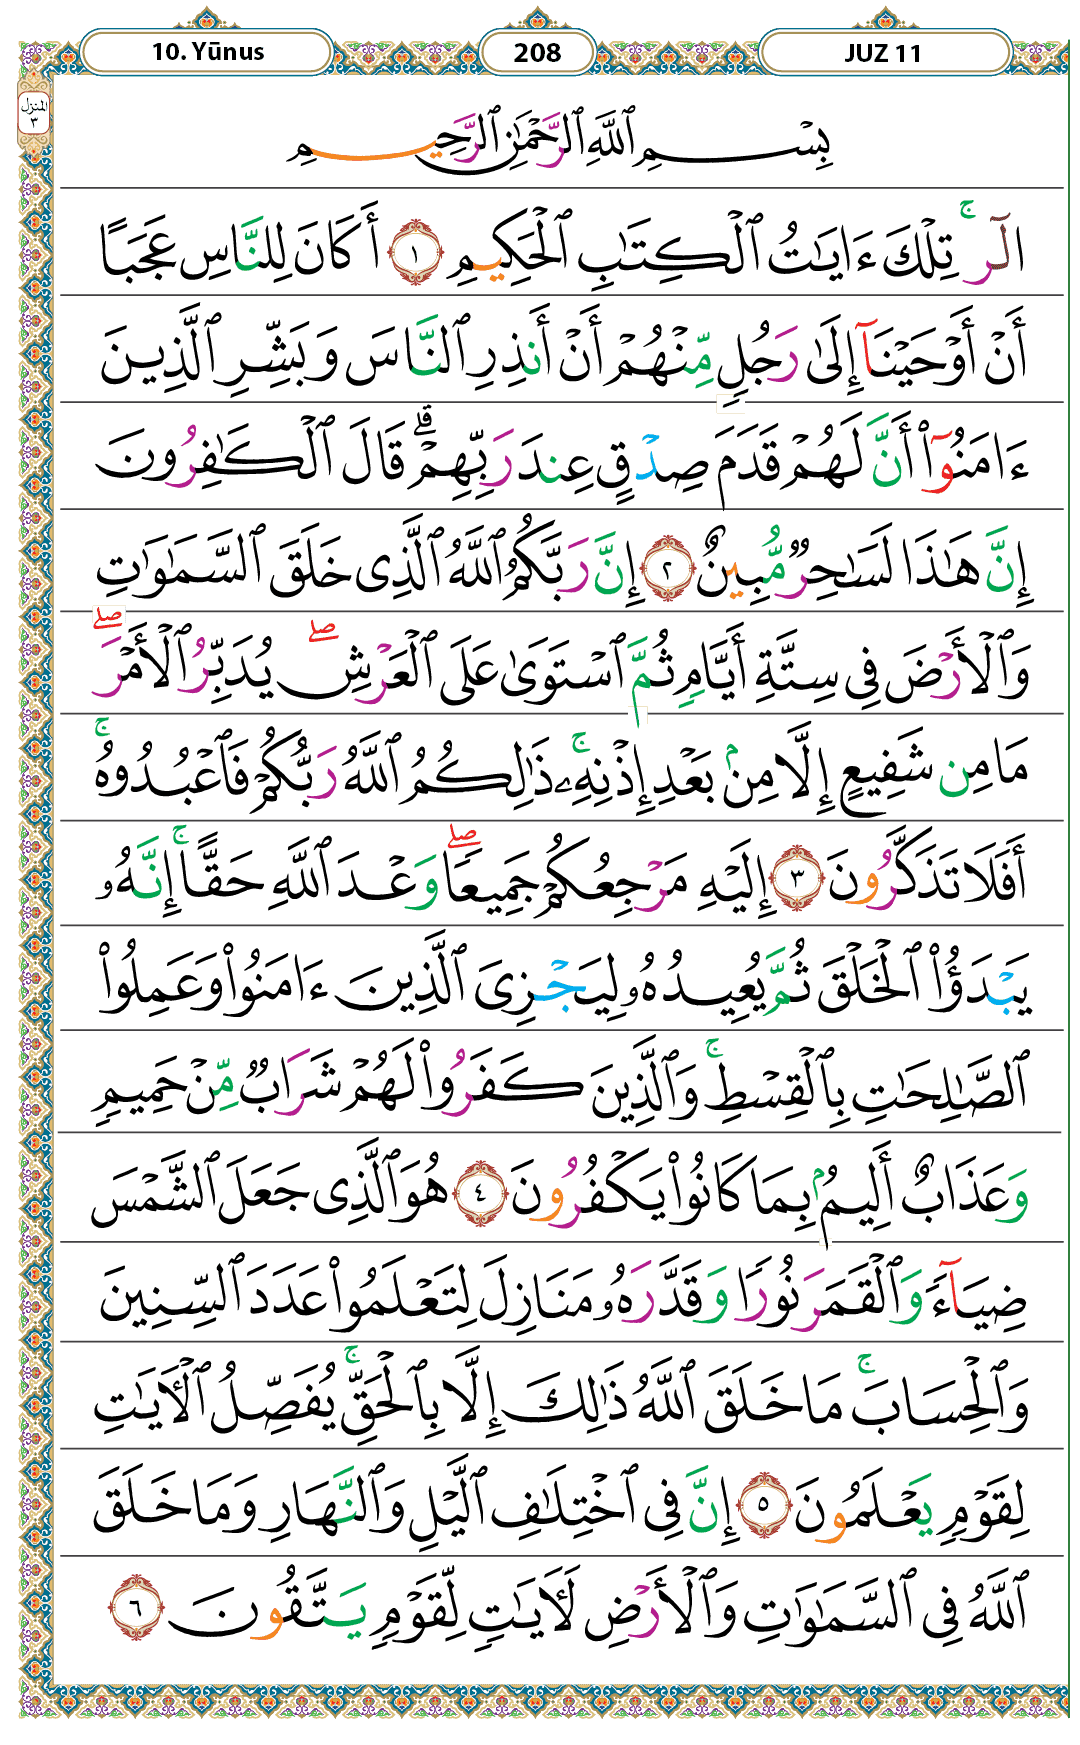 10. Yūnus 208 JUZ 11
المنزل ٣
بِسْمِ ٱللَّهِ ٱلرَّحْمَٰنِ ٱلرَّحِيمِ
الٓر ۚ تِلْكَ ءَايَٰتُ ٱلْكِتَٰبِ ٱلْحَكِيمِ ١ أَكَانَ لِلنَّاسِ عَجَبًا
أَنْ أَوْحَيْنَآ إِلَىٰ رَجُلٍ مِّنْهُمْ أَنْ أَنذِرِ ٱلنَّاسَ وَبَشِّرِ ٱلَّذِينَ
ءَامَنُوٓا۟ أَنَّ لَهُمْ قَدَمَ صِدْقٍ عِندَ رَبِّهِمْ ۗ قَالَ ٱلْكَٰفِرُونَ
إِنَّ هَٰذَا لَسَٰحِرٌ مُّبِينٌ ٢ إِنَّ رَبَّكُمُ ٱللَّهُ ٱلَّذِى خَلَقَ ٱلسَّمَٰوَٰتِ
وَٱلْأَرْضَ فِى سِتَّةِ أَيَّامٍ ثُمَّ ٱسْتَوَىٰ عَلَى ٱلْعَرْشِ ۖ يُدَبِّرُ ٱلْأَمْرَ ۖ
مَا مِن شَفِيعٍ إِلَّا مِنۢ بَعْدِ إِذْنِهِۦ ۚ ذَٰلِكُمُ ٱللَّهُ رَبُّكُمْ فَٱعْبُدُوهُ ۚ
أَفَلَا تَذَكَّرُونَ ٣ إِلَيْهِ مَرْجِعُكُمْ جَمِيعًا ۖ وَعْدَ ٱللَّهِ حَقًّا ۚ إِنَّهُۥ
يَبْدَؤُا۟ ٱلْخَلْقَ ثُمَّ يُعِيدُهُۥ لِيَجْزِىَ ٱلَّذِينَ ءَامَنُوا۟ وَعَمِلُوا۟
ٱلصَّٰلِحَٰتِ بِٱلْقِسْطِ ۚ وَٱلَّذِينَ كَفَرُوا۟ لَهُمْ شَرَابٌ مِّنْ حَمِيمٍ
وَعَذَابٌ أَلِيمٌۢ بِمَا كَانُوا۟ يَكْفُرُونَ ٤ هُوَ ٱلَّذِى جَعَلَ ٱلشَّمْسَ
ضِيَآءً وَٱلْقَمَرَ نُورًا وَقَدَّرَهُۥ مَنَازِلَ لِتَعْلَمُوا۟ عَدَدَ ٱلسِّنِينَ
وَٱلْحِسَابَ ۚ مَا خَلَقَ ٱللَّهُ ذَٰلِكَ إِلَّا بِٱلْحَقِّ ۚ يُفَصِّلُ ٱلْءَايَٰتِ
لِقَوْمٍ يَعْلَمُونَ ٥ إِنَّ فِى ٱخْتِلَٰفِ ٱلَّيْلِ وَٱلنَّهَارِ وَمَا خَلَقَ
ٱللَّهُ فِى ٱلسَّمَٰوَٰتِ وَٱلْأَرْضِ لَءَايَٰتٍ لِّقَوْمٍ يَتَّقُونَ ٦